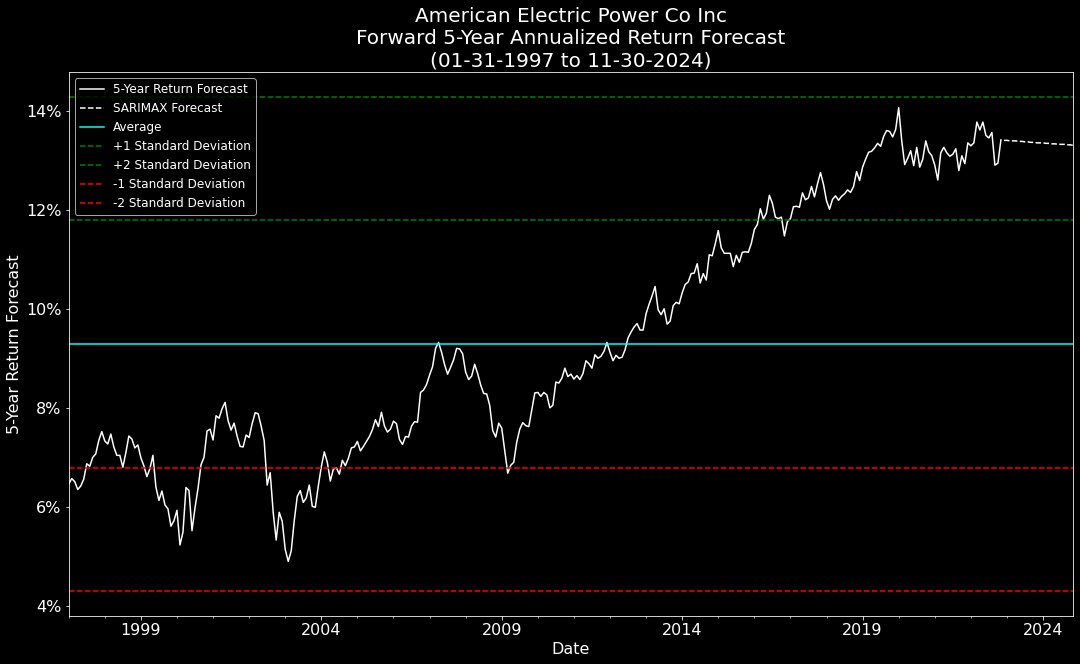 American Electric Power Co Inc
Forward 5-Year Annualized Return Forecast
(01-31-1997 to 11-30-2024)
5-Year Return Forecast
SARIMAX Forecast
Average
+1 Standard Deviation
+2 Standard Deviation
-1 Standard Deviation
-2 Standard Deviation
14%
12%
10%
8%
6%
4%
5-Year Return Forecast
1999
2004
2009
2014
2019
2024
Date